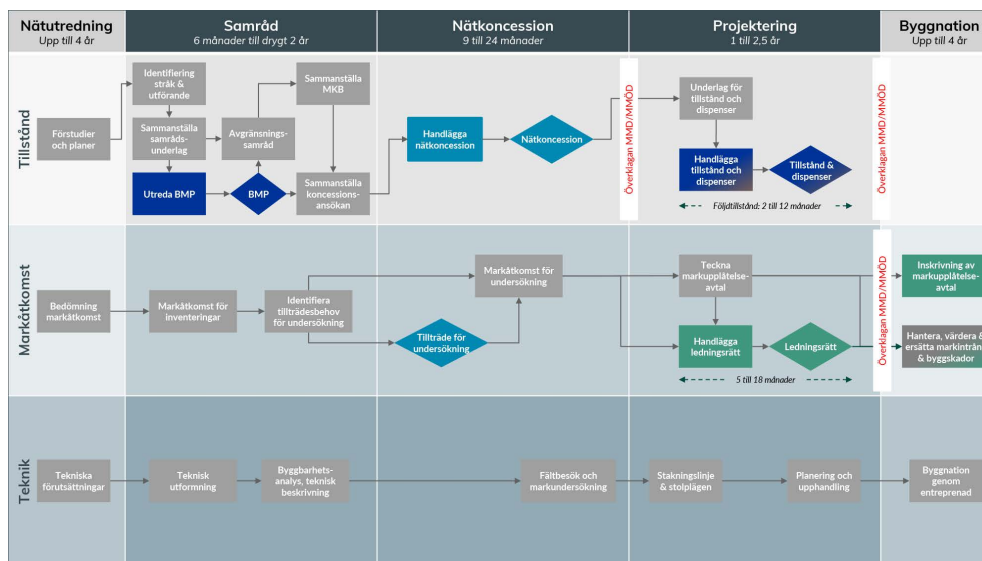 Nätutredning
Upp till 4 år
Samråd
6 månader till drygt 2 år
Nätkoncession
9 till 24 månader
Projektering
1 till 2,5 år
Byggnation
Upp till 4 år
Tillstånd
Förstudier
och planer
Identifiering
stråk &
utförande
Sammanställa
samråds-
underlag
Utreda BMP
Avgränsnings-
samråd
BMP
Sammanställa
MKB
Sammanställa
koncessions-
ansökan
Handlägga
nätkoncession
Nätkoncession
Överklagan MMD/MMÖD
Underlag för
tillstånd och
dispenser
Handlägga
tillstånd och
dispenser
Tillstånd &
dispenser
Följdtillstånd: 2 till 12 månader
Överklagan MMD/MMÖD
Markåtkomst
Bedömning
markåtkomst
Markåtkomst för
inventeringar
Identifiera
tillträdesbehov
för undersökning
Tillträde för
undersökning
Markåtkomst för
undersökning
Teckna
markupplåtelse-
avtal
Handlägga
ledningsrätt
Ledningsrätt
5 till 18 månader
Överklagan MMD/MMÖD
Inskrivning av
markupplåtelse-
avtal
Hantera, värdera &
ersätta markintrån
& byggskador
Teknik
Tekniska
förutsättningar
Teknisk
utformning
Byggbarhets-
analys, teknisk
beskrivning
Fältbesök och
markundersökning
Stakningslinje
& stolplägen
Planering och
upphandling
Byggnation
genom
entreprenad